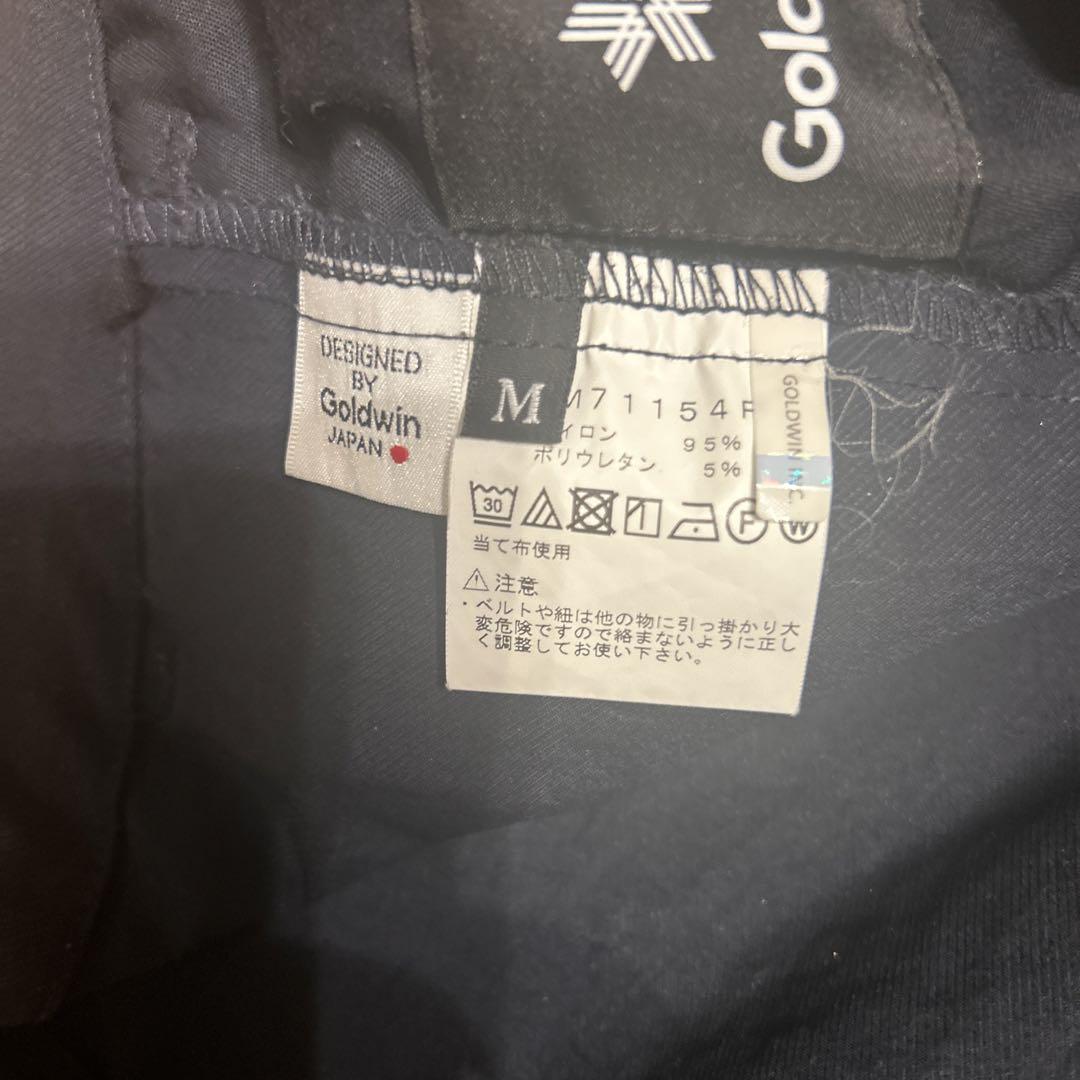 Gold
DESIGNED
BY
Goldwin
JAPAN
M
M71154F
イロン 95%
ポリウレタン 5%
GOLDWIN INC.
30
P
W
当て布使用
注意
・ベルトや紐は他の物に引っ掛かり大
変危険ですので絡まないように正し
く調整してお使い下さい。